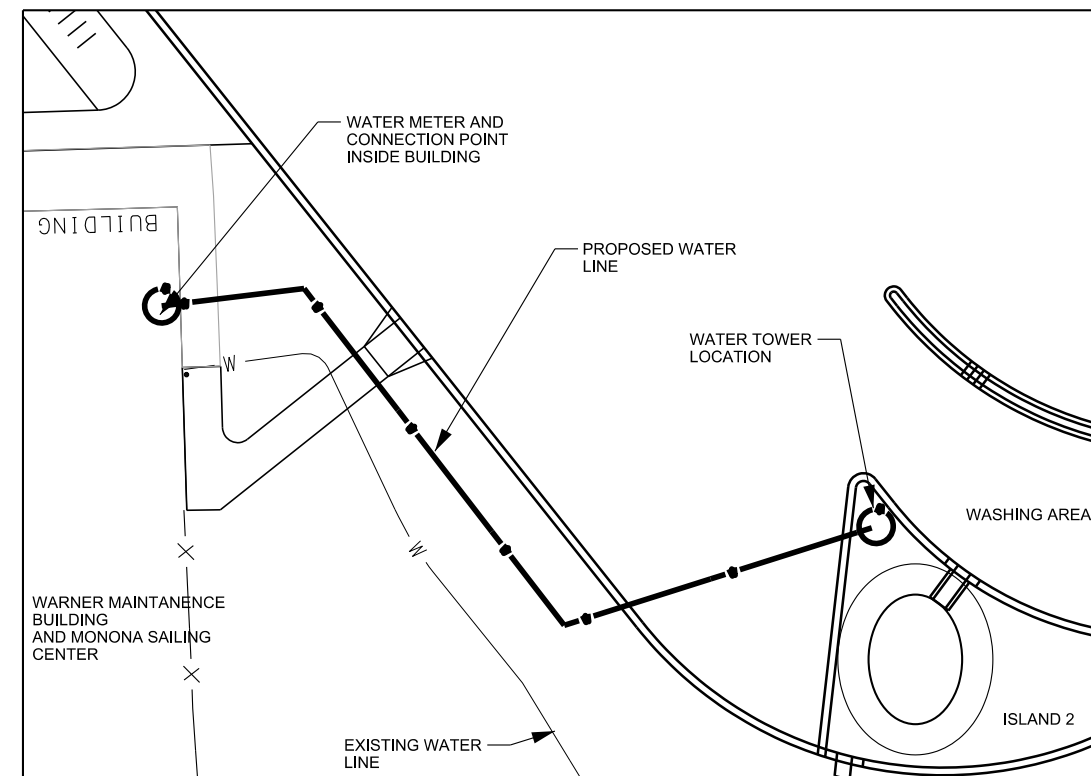 WATER METER AND
CONNECTION POINT
INSIDE BUILDING
BUILDING
PROPOSED WATER
LINE
WATER TOWER
LOCATION
W
WASHING AREA
W
X
WARNER MAINTANENCE
BUILDING
AND MONONA SAILING
CENTER
X
ISLAND 2
EXISTING WATER
LINE